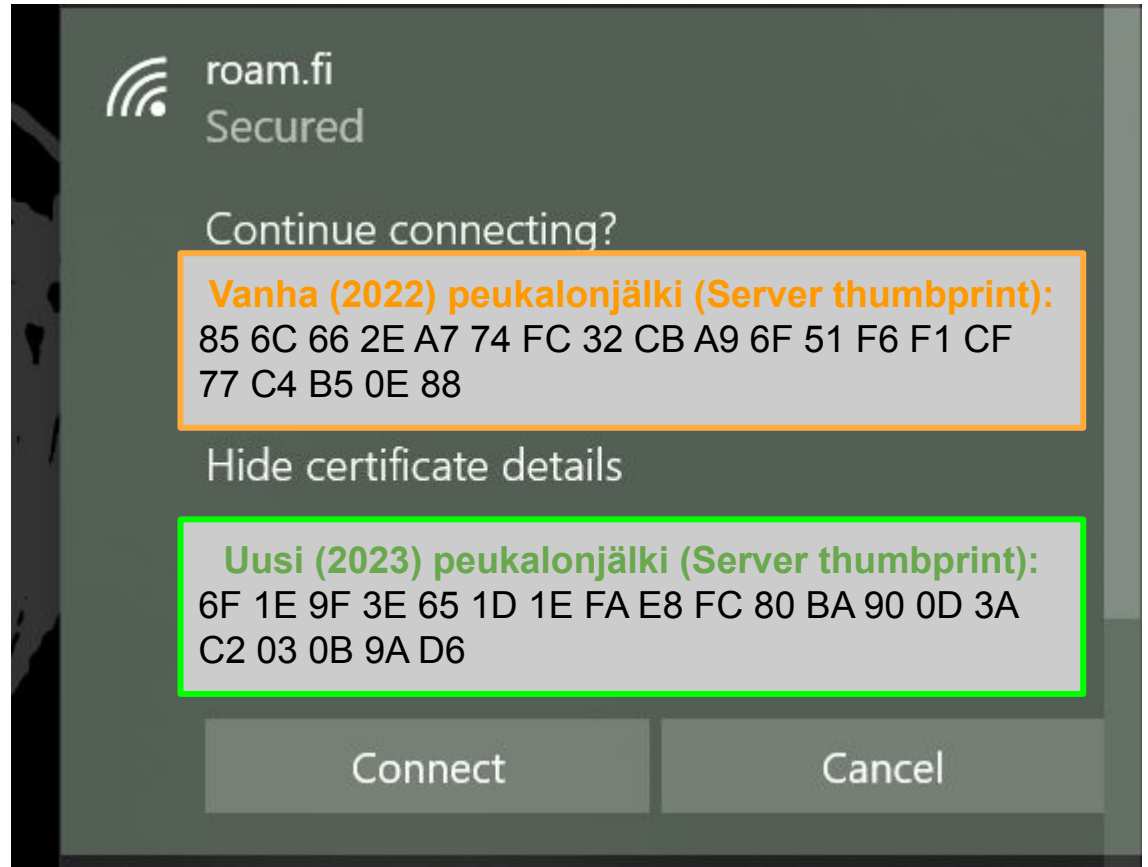 roam.fi
Secured
Continue connecting?
Vanha (2022) peukalonjälki (Server thumbprint):
85 6C 66 2E A7 74 FC 32 CB A9 6F 51 F6 F1 CF
77 C4 B5 0E 88
Hide certificate details
Uusi (2023) peukalonjälki (Server thumbprint):
6F 1E 9F 3E 65 1D 1E FA E8 FC 80 BA 90 0D 3A
C2 03 0B 9A D6
Connect Cancel